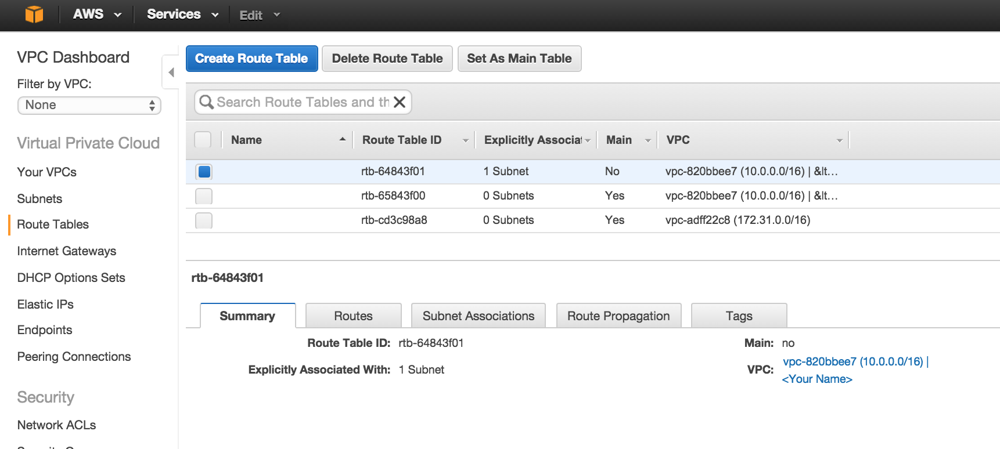 AWS Services Edit
VPC Dashboard
Filter by VPC:
None
Virtual Private Cloud
Your VPCs
Subnets
Route Tables
Internet Gateways
DHCP Options Sets
Elastic IPs
Endpoints
Peering Connections
Security
Network ACLs
Create Route Table Delete Route Table Set As Main Table
Search Route Tables and th
Name Route Table ID Explicitly Associat Main VPC
rtb-64843f01 1 Subnet No vpc-820bbee7 (10.0.0.0/16) | &lt...
rtb-65843f00 0 Subnets Yes vpc-820bbee7 (10.0.0.0/16) | &lt...
rtb-cd3c98a8 0 Subnets Yes vpc-adff22c8 (172.31.0.0/16)
rtb-64843f01
Summary Routes Subnet Associations Route Propagation Tags
Route Table ID: rtb-64843f01 Main: no
Explicitly Associated With: 1 Subnet VPC: vpc-820bbee7 (10.0.0.0/16) |
<Your Name>